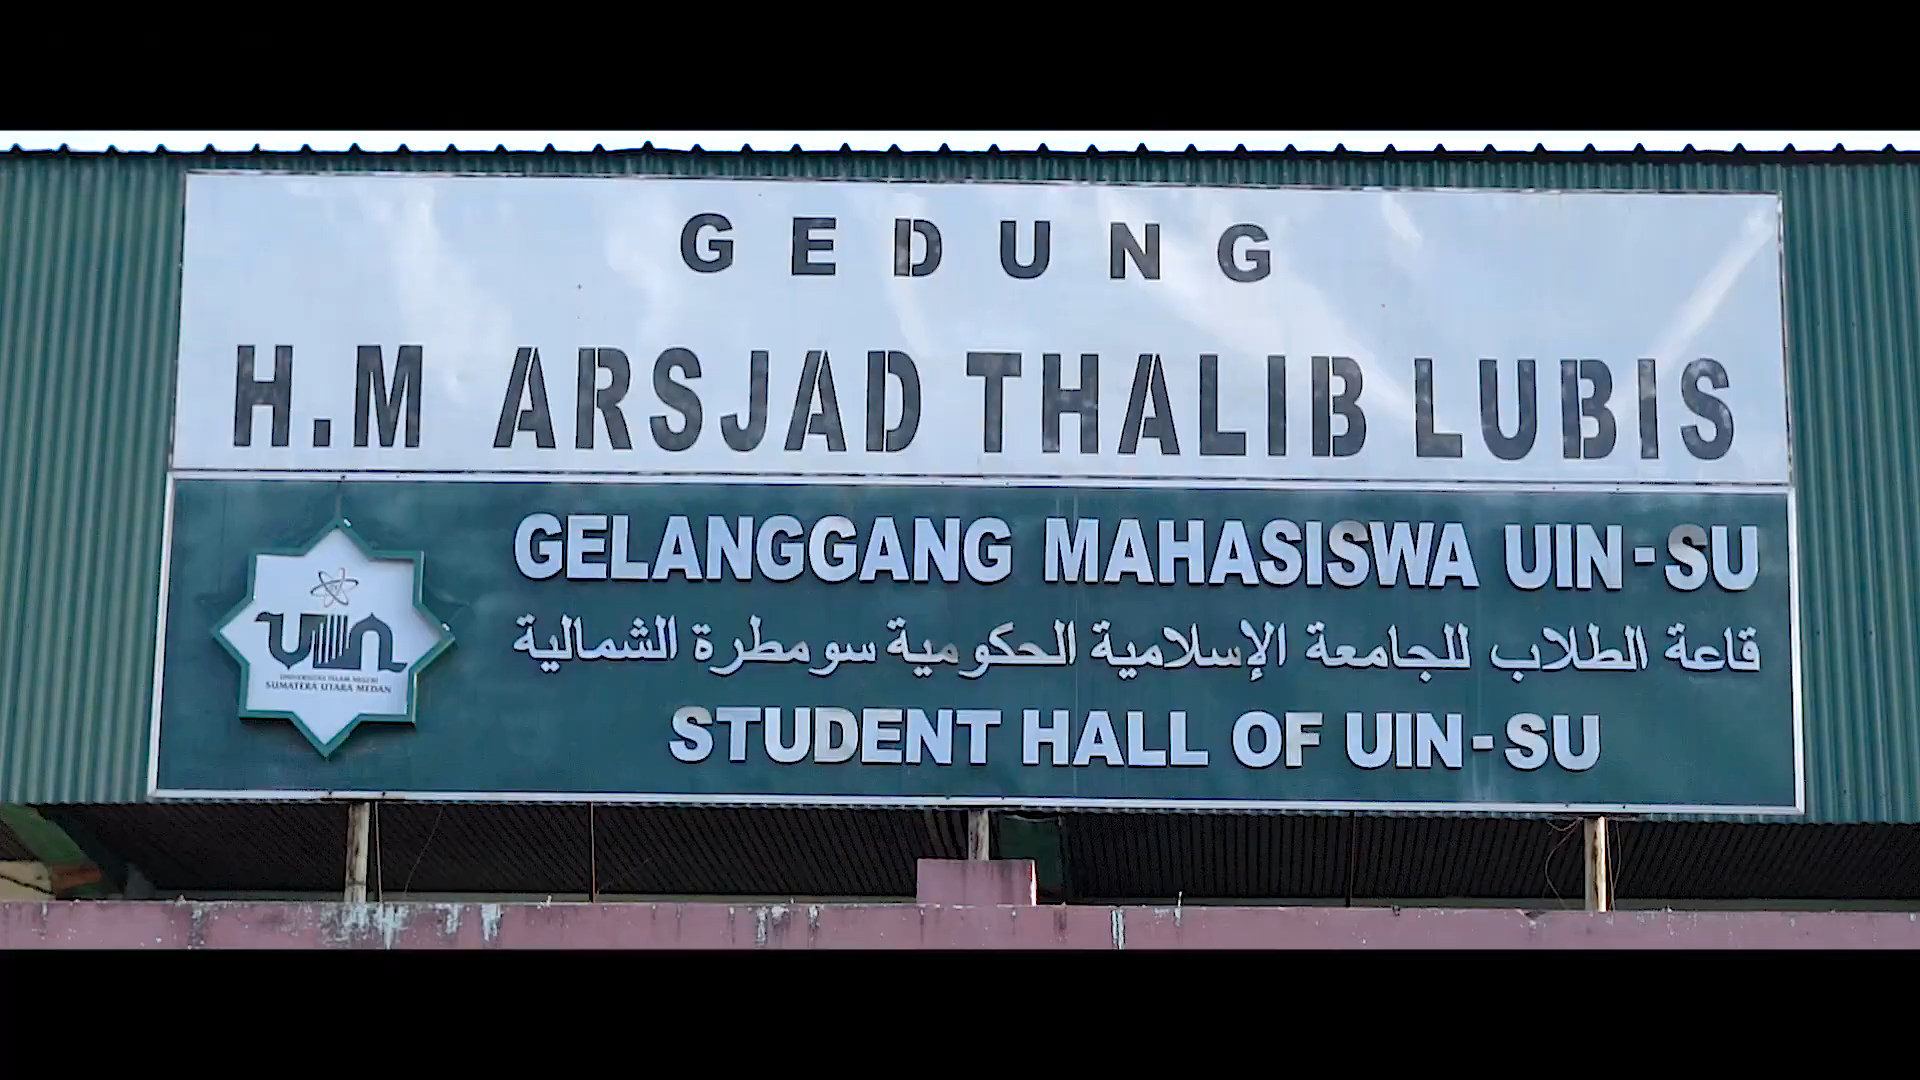 GEDUNG
H.M ARSJAD THALIB LUBIS
GELANGGANG MAHASISWA UIN-SU
قاعة الطلاب للجامعة الإسلامية الحكومية سومطرة الشمالية
STUDENT HALL OF UIN-SU
UIN
UNIVERSITAS ISLAM NEGERI
SUMATERA UTARA MEDAN